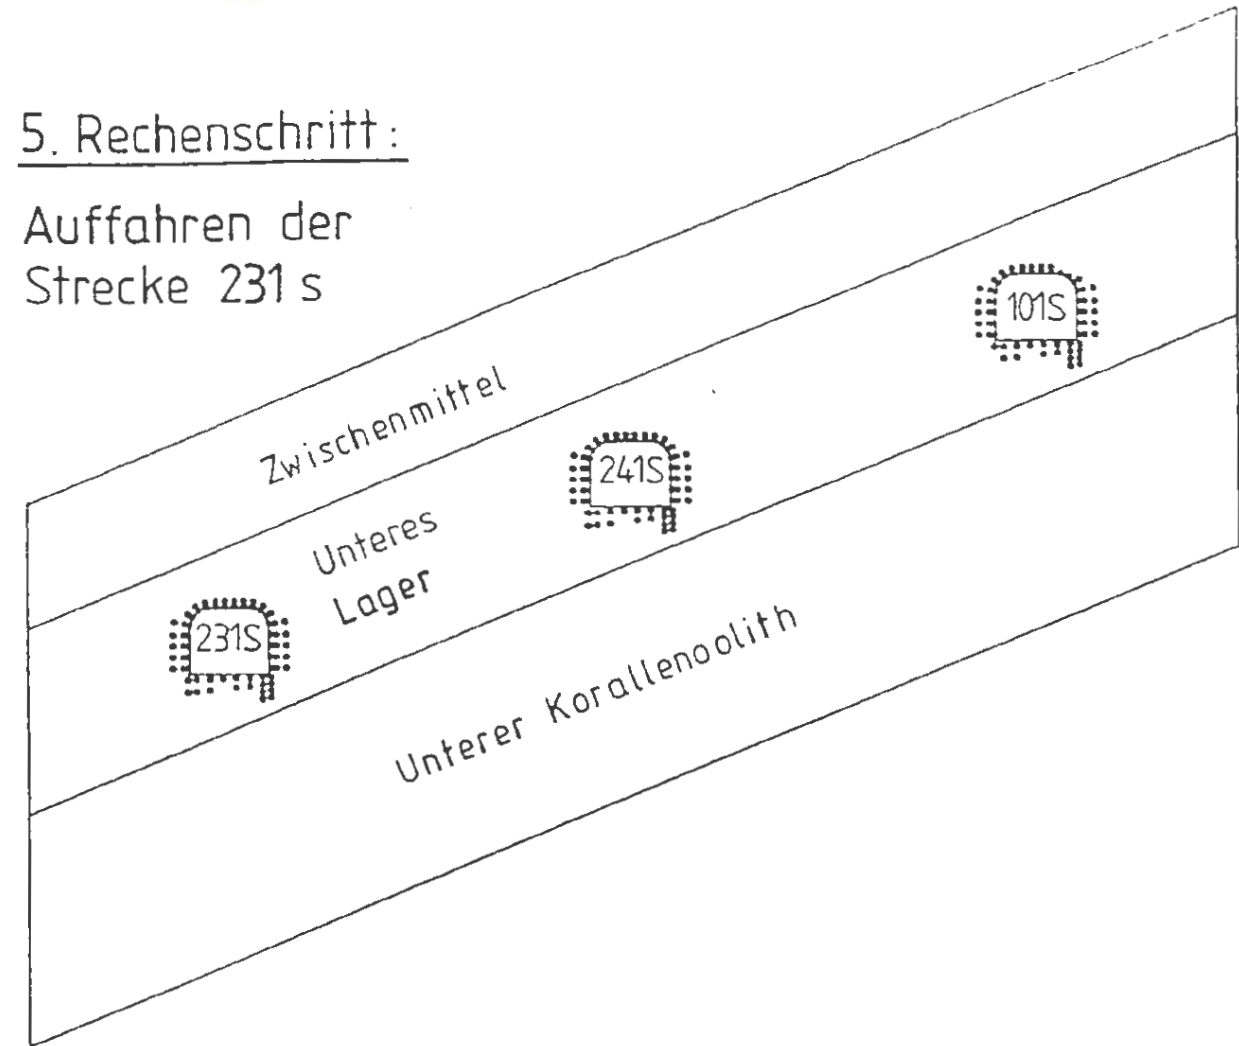 5. Rechenschritt:
Auffahren der
Strecke 231 s
101S
Zwischenmittel
241S
Unteres
Lager
231S
Unterer Korallenoolith